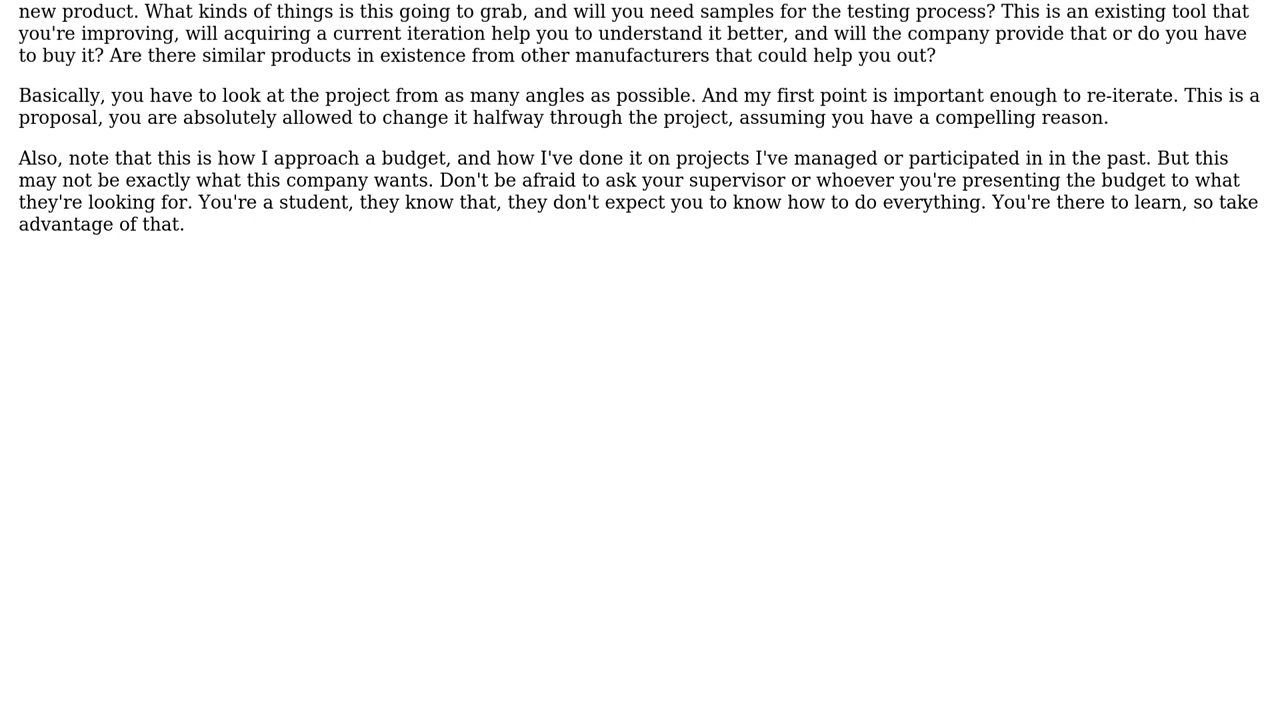 new product. What kinds of things is this going to grab, and will you need samples for the testing process? This is an existing tool that
you're improving, will acquiring a current iteration help you to understand it better, and will the company provide that or do you have
to buy it? Are there similar products in existence from other manufacturers that could help you out?
Basically, you have to look at the project from as many angles as possible. And my first point is important enough to re-iterate. This is a
proposal, you are absolutely allowed to change it halfway through the project, assuming you have a compelling reason.
Also, note that this is how I approach a budget, and how I've done it on projects I've managed or participated in in the past. But this
may not be exactly what this company wants. Don't be afraid to ask your supervisor or whoever you're presenting the budget to what
they're looking for. You're a student, they know that, they don't expect you to know how to do everything. You're there to learn, so take
advantage of that.